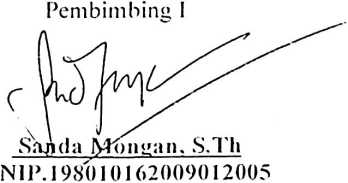 Pembimbing I
Sanda Mongan, S.Th
NIP.198010162009012005